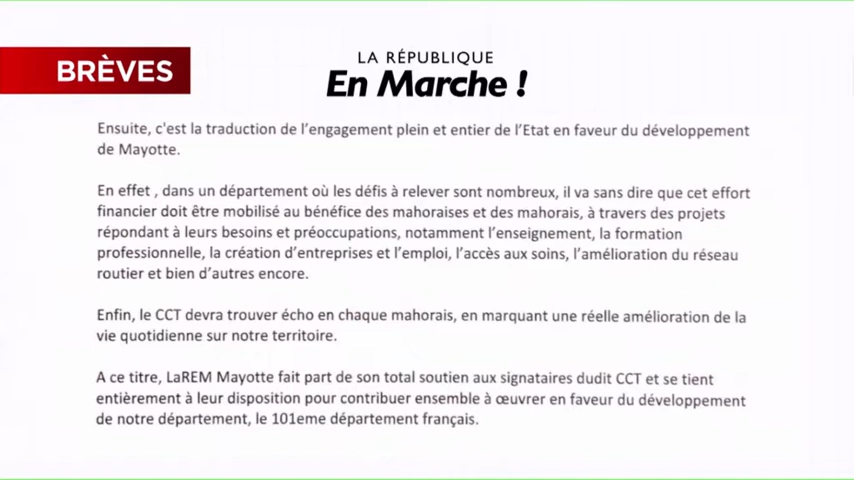 BRÈVES
LA RÉPUBLIQUE
En Marche !
Ensuite, c'est la traduction de l'engagement plein et entier de l'Etat en faveur du développement
de Mayotte.
En effet , dans un département où les défis à relever sont nombreux, il va sans dire que cet effort
financier doit être mobilisé au bénéfice des mahoraises et des mahorais, à travers des projets
répondant à leurs besoins et préoccupations, notamment l'enseignement, la formation
professionnelle, la création d'entreprises et l'emploi, l'accès aux soins, l'amélioration du réseau
routier et bien d'autres encore.
Enfin, le CCT devra trouver écho en chaque mahorais, en marquant une réelle amélioration de la
vie quotidienne sur notre territoire.
A ce titre, LaREM Mayotte fait part de son total soutien aux signataires dudit CCT et se tient
entièrement à leur disposition pour contribuer ensemble à œuvrer en faveur du développement
de notre département, le 101eme département français.